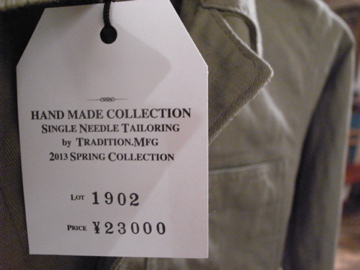 HAND MADE COLLECTION
SINGLE NEEDLE TAILORING
by TRADITION.MFG
2013 SPRING COLLECTION
LOT 1902
PRICE ¥23000